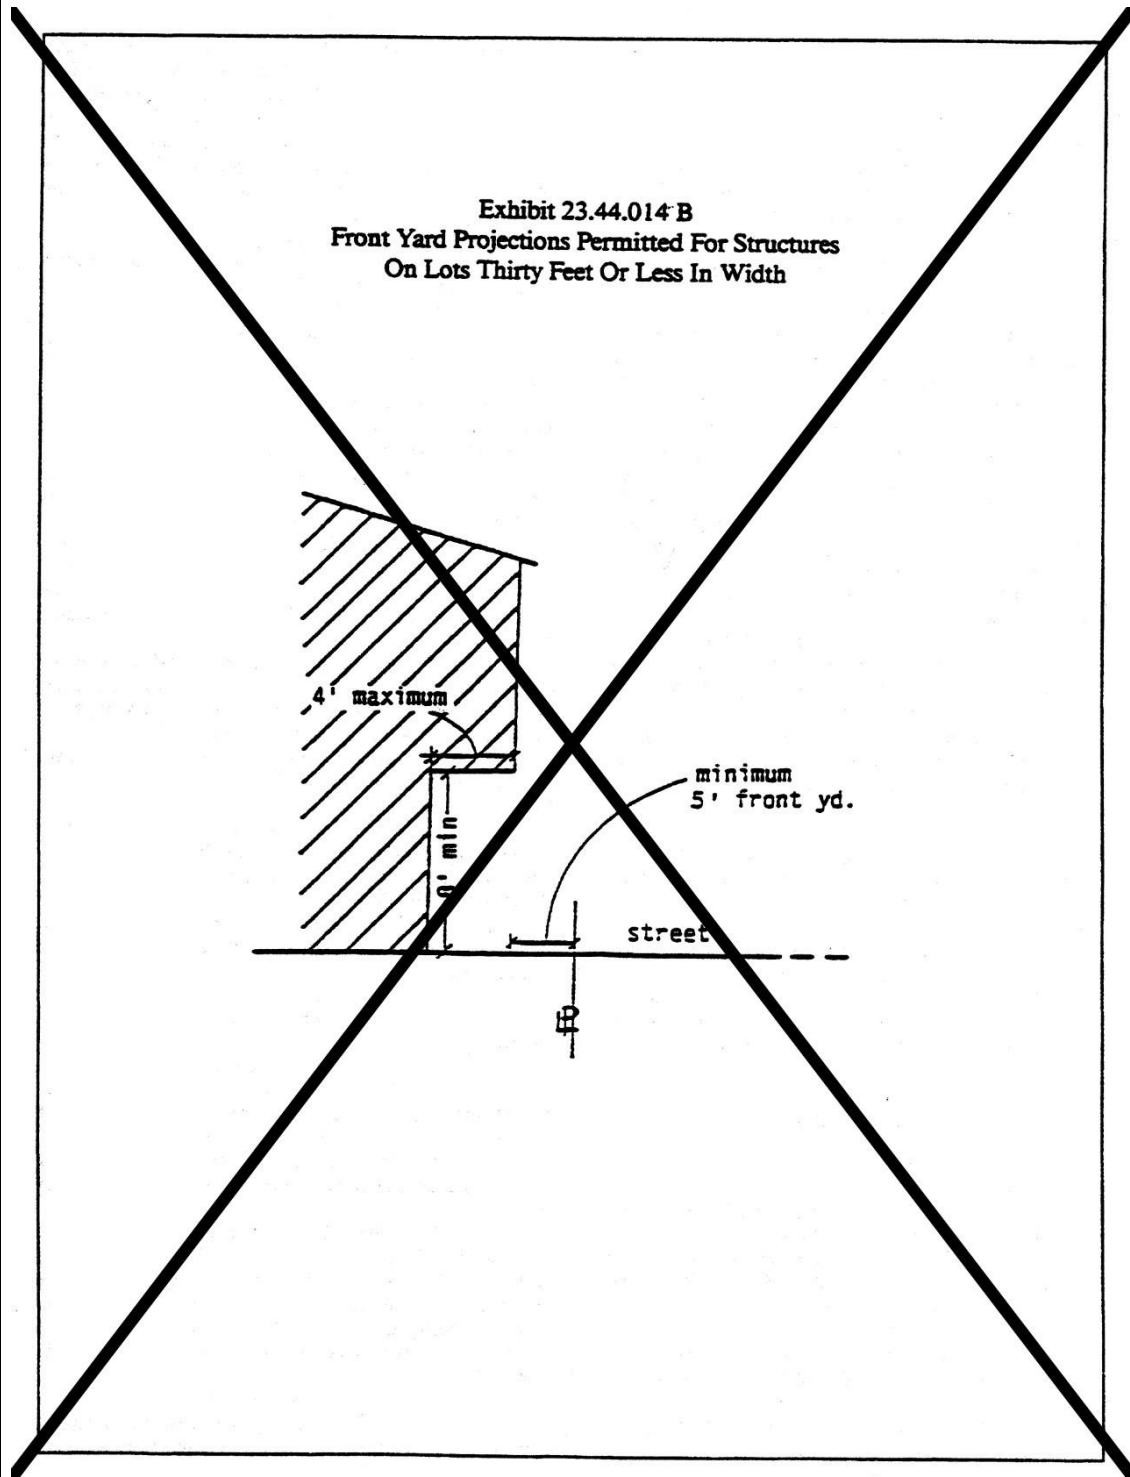 Exhibit 23.44.014 B
Front Yard Projections Permitted For Structures
On Lots Thirty Feet Or Less In Width
4' maximum
minimum
5' front yd.
8' min
street